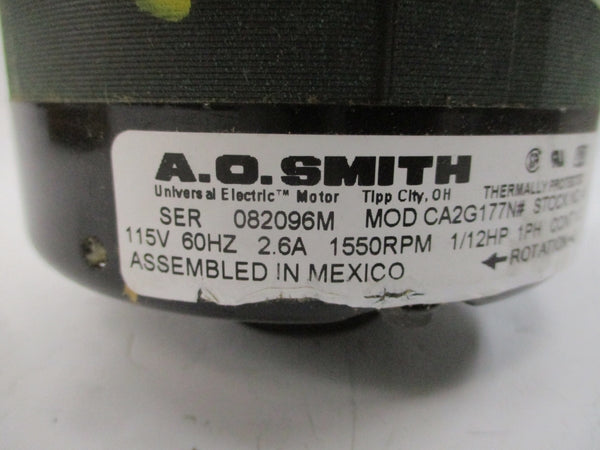 A.O. SMITH
Universal Electric™ Motor Tipp City, OH THERMALLY PROTECTED
SER 082096M MOD CA2G177N# STOCK NO
115V 60HZ 2.6A 1550RPM 1/12HP 1PH CONT
ASSEMBLED IN MEXICO ←ROTATION